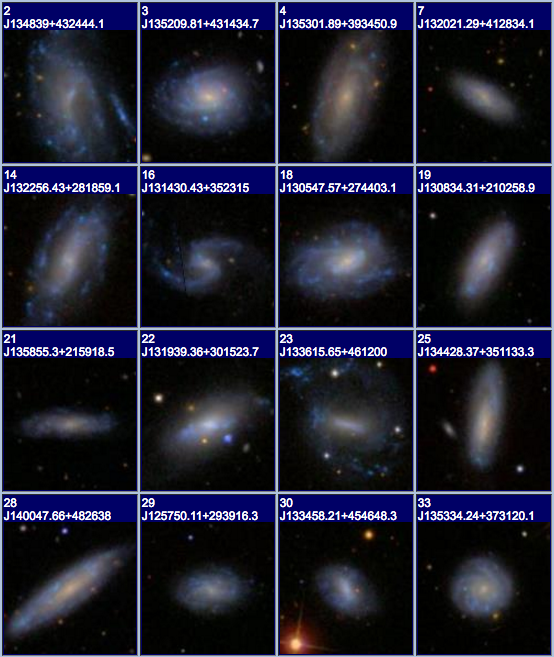 2
J134839+432444.1
3
J135209.81+431434.7
4
J135301.89+393450.9
7
J132021.29+412834.1
14
J132256.43+281859.1
16
J131430.43+352315
18
J130547.57+274403.1
19
J130834.31+210258.9
21
J135855.3+215918.5
22
J131939.36+301523.7
23
J133615.65+461200
25
J134428.37+351133.3
28
J140047.66+482638
29
J125750.11+293916.3
30
J133458.21+454648.3
33
J135334.24+373120.1